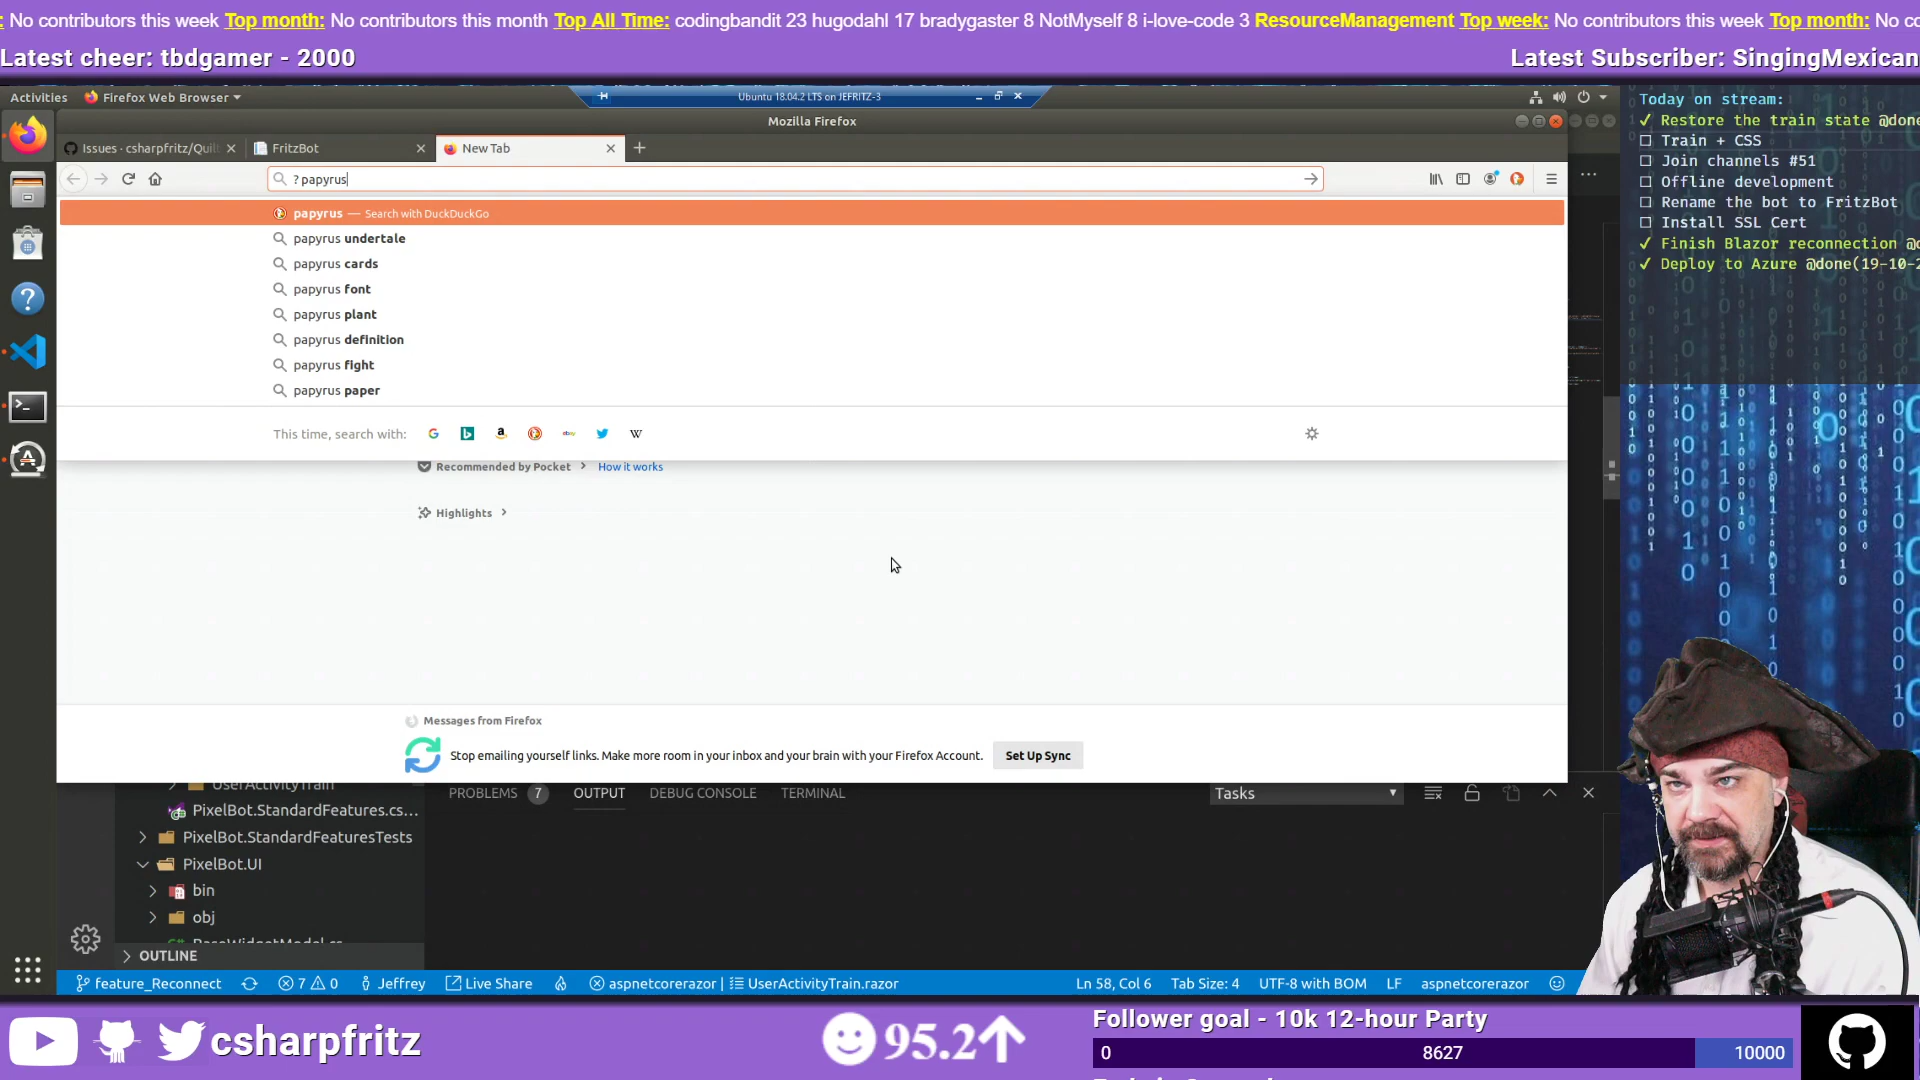 : No contributors this week Top month: No contributors this month Top All Time: codingbandit 23 hugodahl 17 bradygaster 8 NotMyself 8 i-love-code 3 ResourceManagement Top week: No contributors this week Top month: No co
Latest cheer: tbdgamer - 2000
Latest Subscriber: SingingMexican
Activities
Firefox Web Browser
Ubuntu 18.04.2 LTS on JEFRITZ-3
Mozilla Firefox
Issues · csharpfritz/Quil
FritzBot
New Tab
? papyrus
papyrus — Search with DuckDuckGo
papyrus undertale
papyrus cards
papyrus font
papyrus plant
papyrus definition
papyrus fight
papyrus paper
This time, search with:
Recommended by Pocket
How it works
Highlights
Messages from Firefox
Stop emailing yourself links. Make more room in your inbox and your brain with your Firefox Account.
Set Up Sync
Today on stream:
✓ Restore the train state @done
☐ Train + CSS
☐ Join channels #51
☐ Offline development
☐ Rename the bot to FritzBot
☐ Install SSL Cert
✓ Finish Blazor reconnection @d
✓ Deploy to Azure @done(19-10-2
UserActivityTrain
PixelBot.StandardFeatures.cs...
PixelBot.StandardFeaturesTests
PixelBot.UI
bin
obj
BaseWidgetModel.cs
OUTLINE
PROBLEMS 7
OUTPUT
DEBUG CONSOLE
TERMINAL
Tasks
feature_Reconnect
7 0
Jeffrey
Live Share
aspnetcorerazor | UserActivityTrain.razor
Ln 58, Col 6
Tab Size: 4
UTF-8 with BOM
LF
aspnetcorerazor
csharpfritz
95.2
Follower goal - 10k 12-hour Party
0
8627
10000